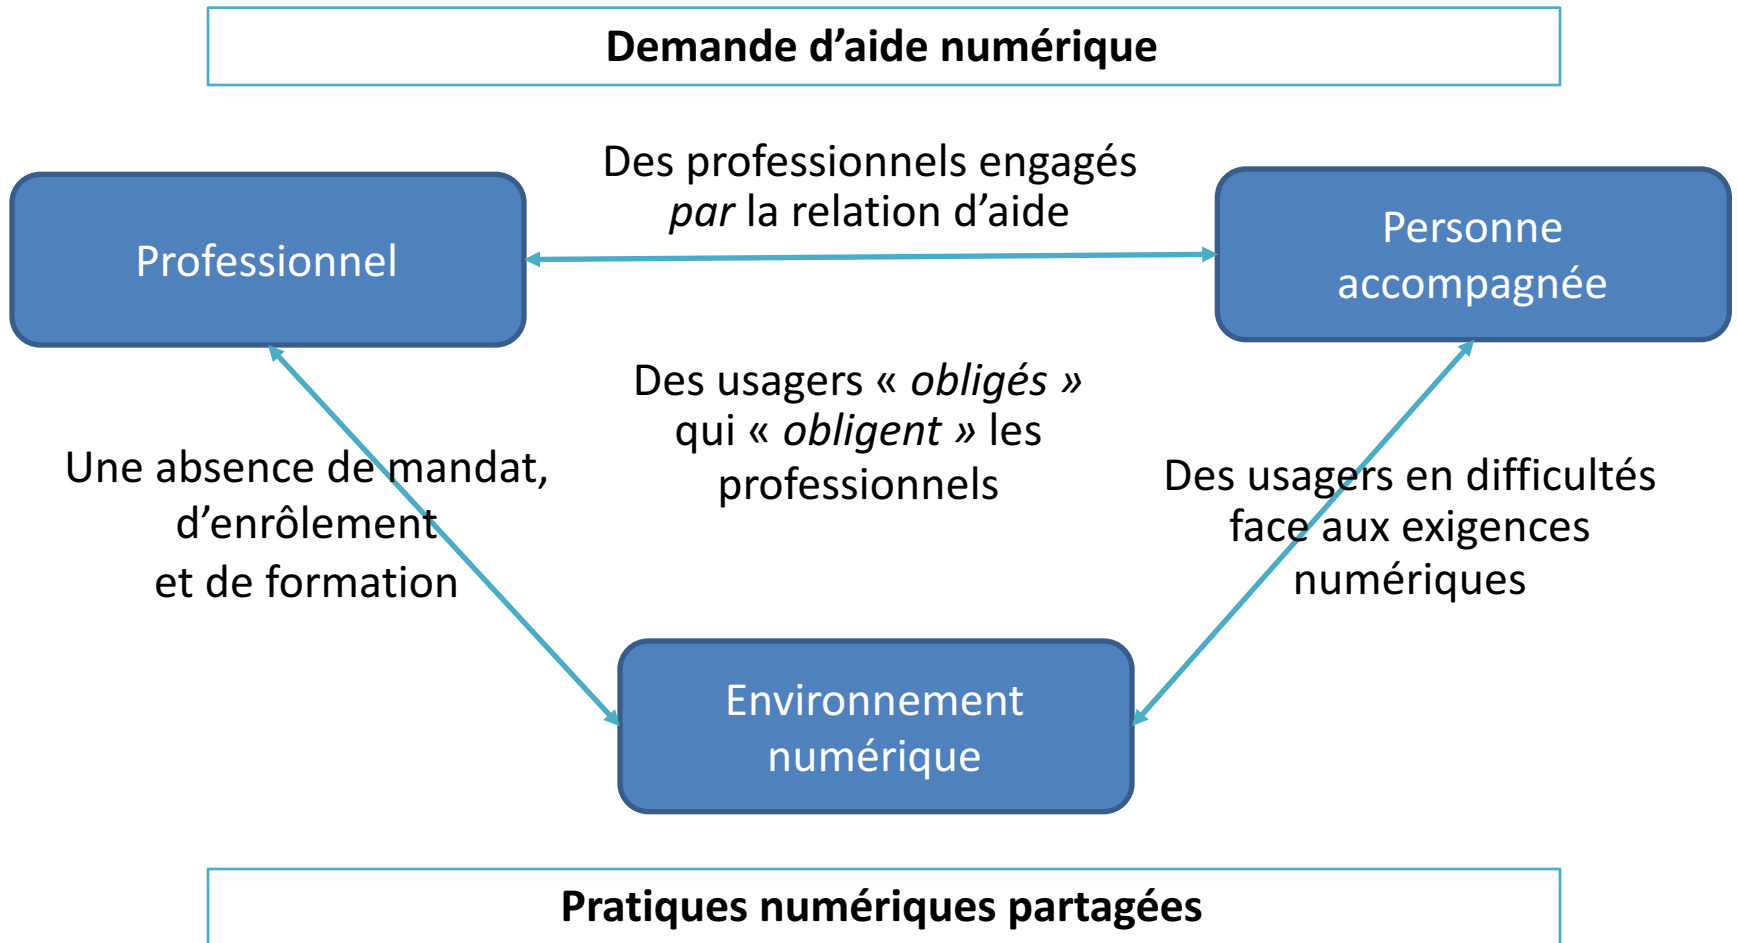 Demande d’aide numérique
Des professionnels engagés
par la relation d’aide
Professionnel
Personne
accompagnée
Des usagers « obligés »
qui « obligent » les
professionnels
Une absence de mandat,
d’enrôlement
et de formation
Des usagers en difficultés
face aux exigences
numériques
Environnement
numérique
Pratiques numériques partagées